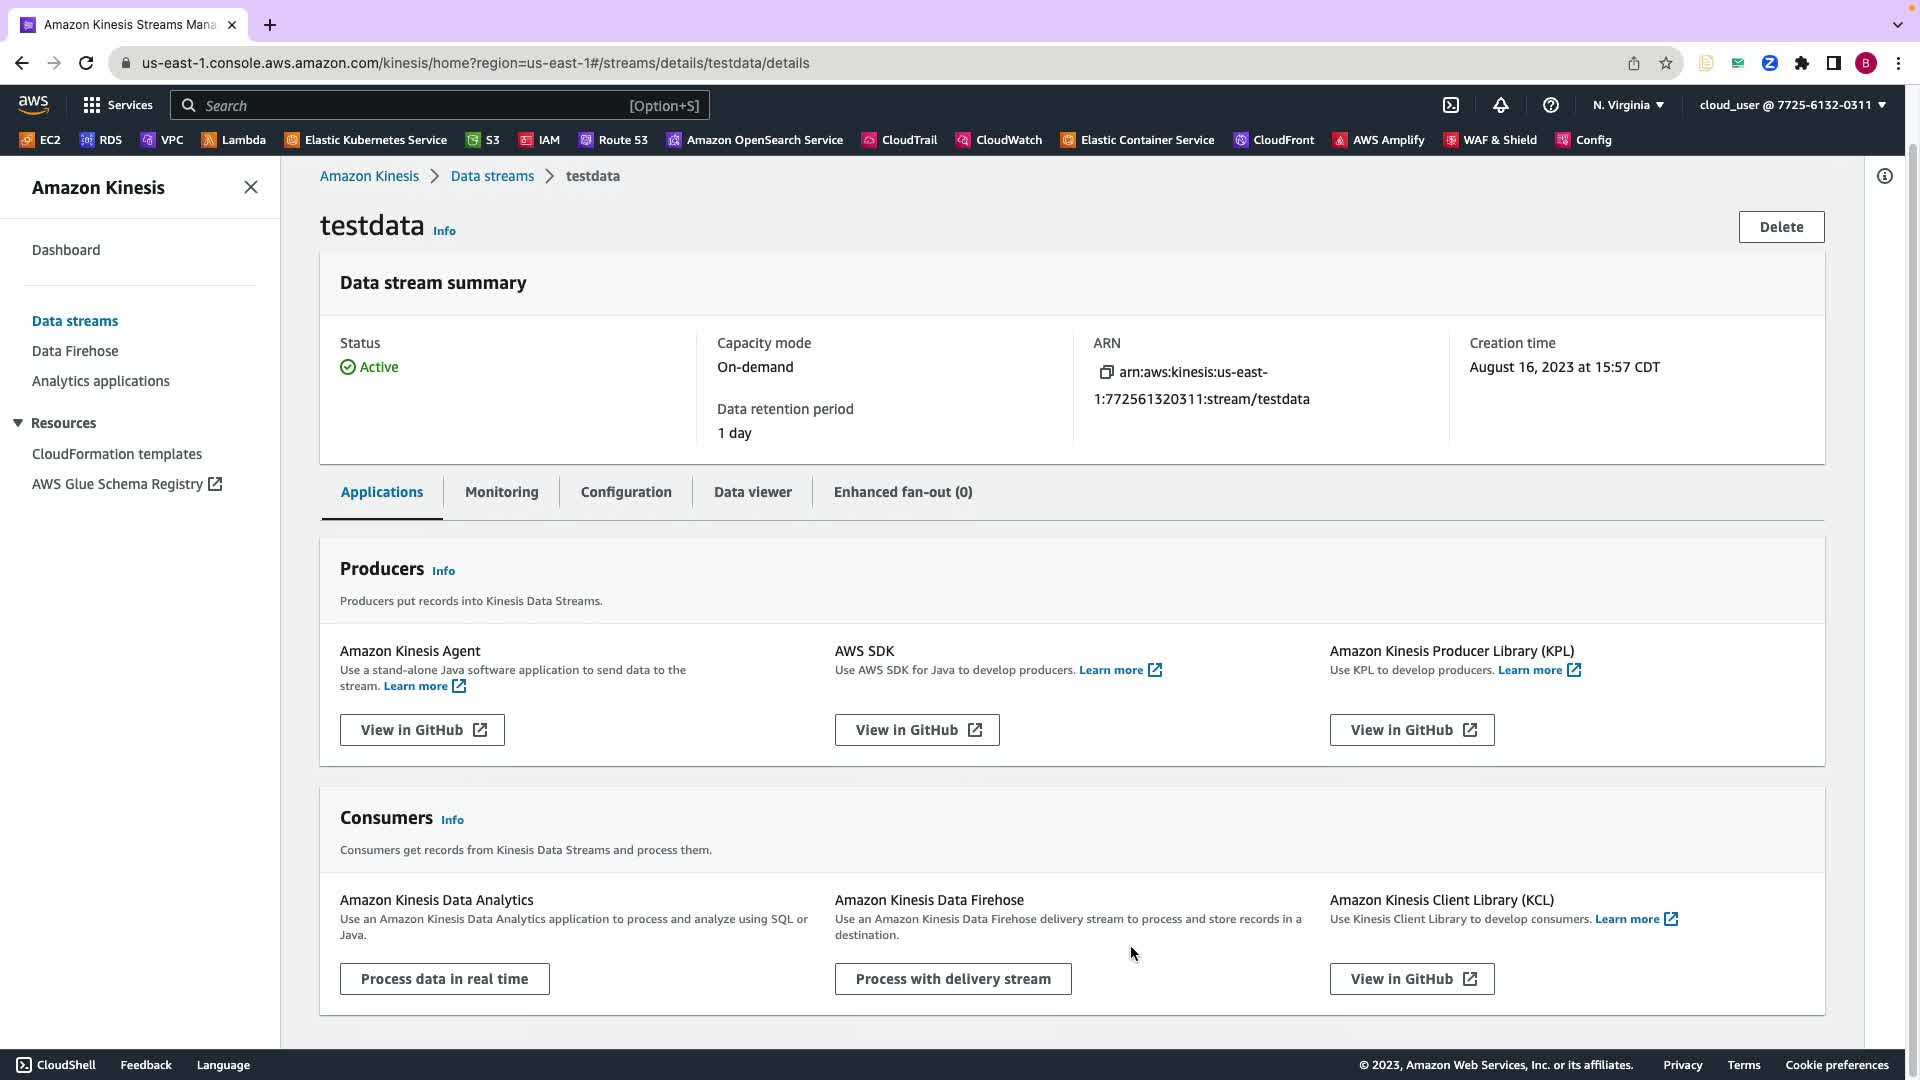 Amazon Kinesis Streams Mana
us-east-1.console.aws.amazon.com/kinesis/home?region=us-east-1#/streams/details/testdata/details
B
aws
Services
Search
[Option+S]
N. Virginia
cloud_user @ 7725-6132-0311
EC2
RDS
VPC
Lambda
Elastic Kubernetes Service
S3
IAM
Route 53
Amazon OpenSearch Service
CloudTrail
CloudWatch
Elastic Container Service
CloudFront
AWS Amplify
WAF & Shield
Config
Amazon Kinesis
Dashboard
Data streams
Data Firehose
Analytics applications
Resources
CloudFormation templates
AWS Glue Schema Registry
Amazon Kinesis
Data streams
testdata
testdata Info
Delete
Data stream summary
Status
Active
Capacity mode
On-demand
Data retention period
1 day
ARN
arn:aws:kinesis:us-east-
1:772561320311:stream/testdata
Creation time
August 16, 2023 at 15:57 CDT
Applications
Monitoring
Configuration
Data viewer
Enhanced fan-out (0)
Producers Info
Producers put records into Kinesis Data Streams.
Amazon Kinesis Agent
Use a stand-alone Java software application to send data to the
stream. Learn more
View in GitHub
AWS SDK
Use AWS SDK for Java to develop producers. Learn more
View in GitHub
Amazon Kinesis Producer Library (KPL)
Use KPL to develop producers. Learn more
View in GitHub
Consumers Info
Consumers get records from Kinesis Data Streams and process them.
Amazon Kinesis Data Analytics
Use an Amazon Kinesis Data Analytics application to process and analyze using SQL or
Java.
Process data in real time
Amazon Kinesis Data Firehose
Use an Amazon Kinesis Data Firehose delivery stream to process and store records in a
destination.
Process with delivery stream
Amazon Kinesis Client Library (KCL)
Use Kinesis Client Library to develop consumers. Learn more
View in GitHub
CloudShell
Feedback
Language
© 2023, Amazon Web Services, Inc. or its affiliates.
Privacy
Terms
Cookie preferences